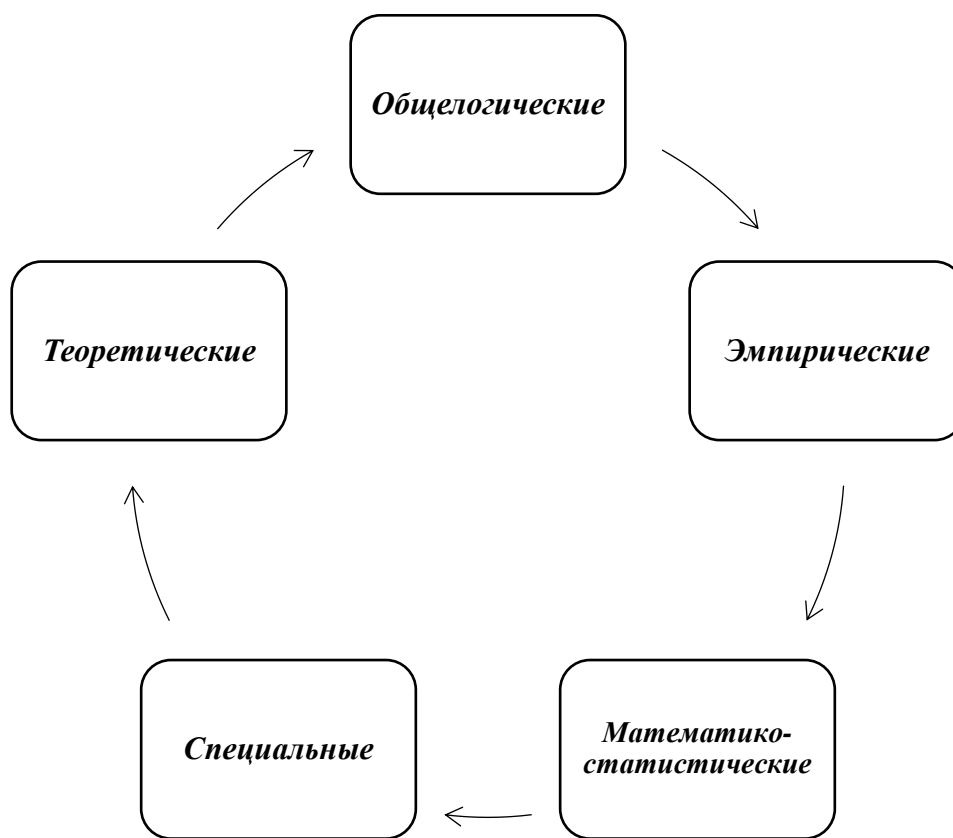 Общелогические
Теоретические
Эмпирические
Специальные
Математико-
статистические